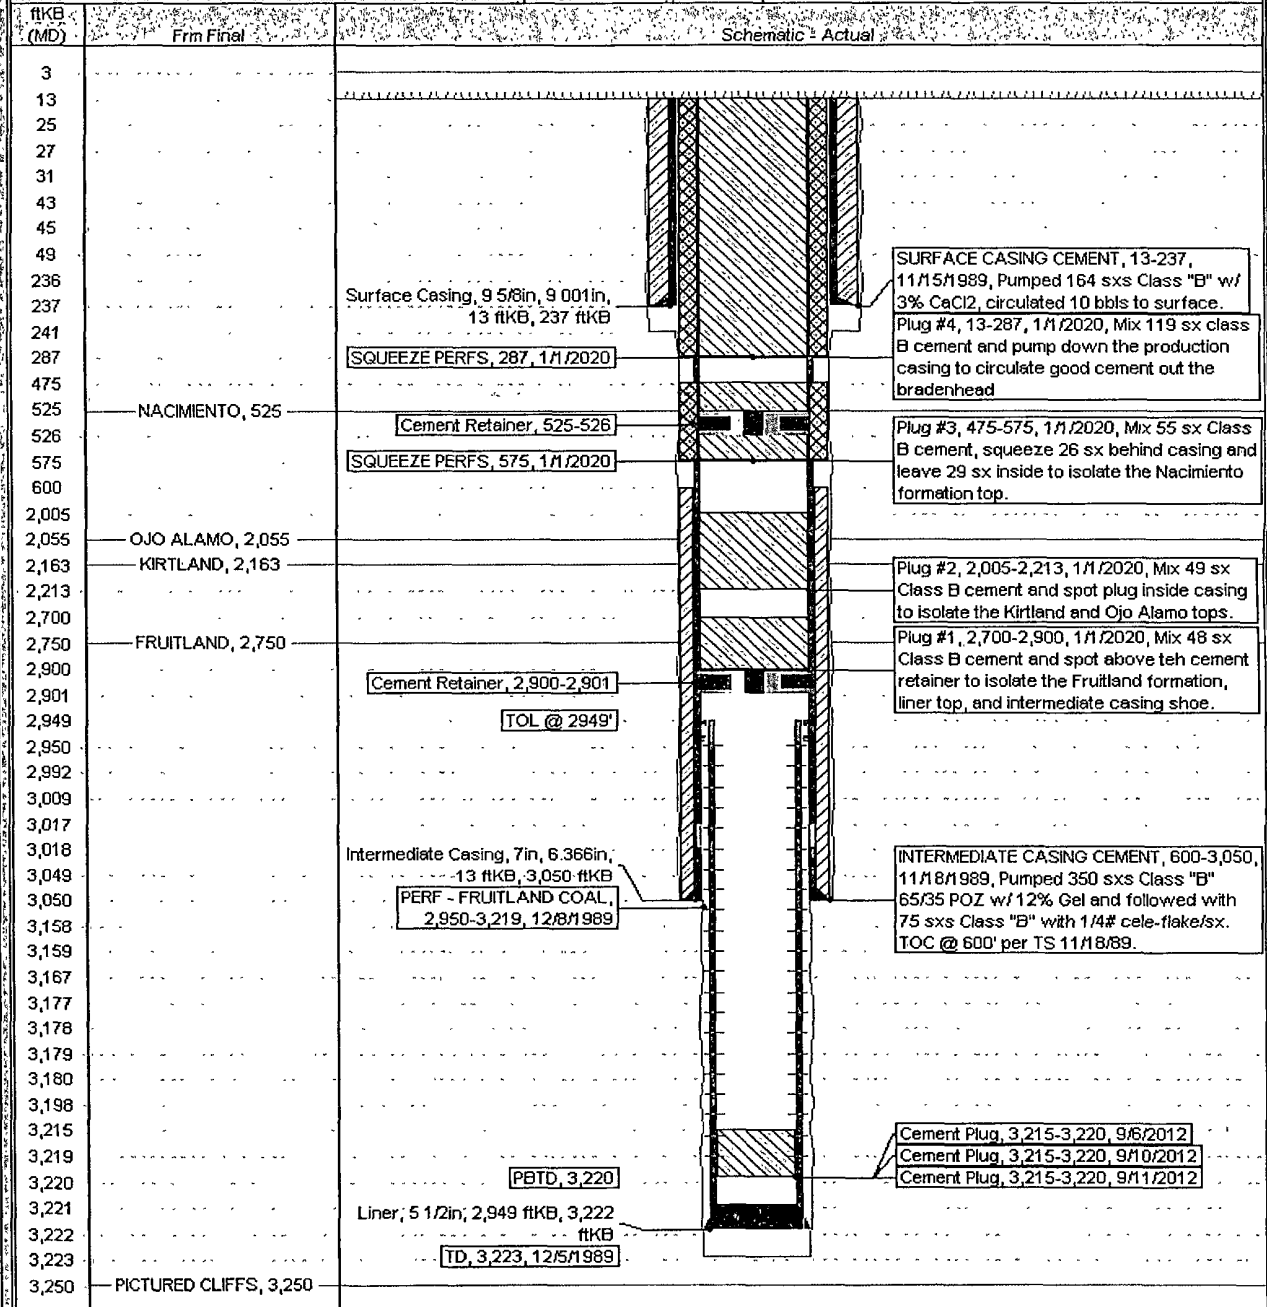 ftKB
(MD)
Frm Final
Schematic - Actual
3
13
25
27
31
43
45
49
236
237
241
287
475
525
526
575
600
2,005
2,055
2,163
2,213
2,700
2,750
2,900
2,901
2,949
2,950
2,992
3,009
3,017
3,018
3,049
3,050
3,158
3,159
3,167
3,177
3,178
3,179
3,180
3,198
3,215
3,219
3,220
3,221
3,222
3,223
3,250
NACIMIENTO, 525
OJO ALAMO, 2,055
KIRTLAND, 2,163
FRUITLAND, 2,750
PICTURED CLIFFS, 3,250
Surface Casing, 9 5/8in, 9 001in,
13 ftKB, 237 ftKB
SQUEEZE PERFS, 287, 1/1/2020
Cement Retainer, 525-526
SQUEEZE PERFS, 575, 1/1/2020
Cement Retainer, 2,900-2,901
TOL @ 2949'
Intermediate Casing, 7in, 6.366in,
13 ftKB, 3,050 ftKB
PERF - FRUITLAND COAL,
2,950-3,219, 12/8/1989
PBTD, 3,220
Liner, 5 1/2in, 2,949 ftKB, 3,222
ftKB
TD, 3,223, 12/5/1989
SURFACE CASING CEMENT, 13-237,
11/15/1989, Pumped 164 sxs Class "B" w/
3% CaCl2, circulated 10 bbls to surface.
Plug #4, 13-287, 1/1/2020, Mix 119 sx class
B cement and pump down the production
casing to circulate good cement out the
bradenhead
Plug #3, 475-575, 1/1/2020, Mix 55 sx Class
B cement, squeeze 26 sx behind casing and
leave 29 sx inside to isolate the Nacimiento
formation top.
Plug #2, 2,005-2,213, 1/1/2020, Mix 49 sx
Class B cement and spot plug inside casing
to isolate the Kirtland and Ojo Alamo tops.
Plug #1, 2,700-2,900, 1/1/2020, Mix 48 sx
Class B cement and spot above teh cement
retainer to isolate the Fruitland formation,
liner top, and intermediate casing shoe.
INTERMEDIATE CASING CEMENT, 600-3,050,
11/18/1989, Pumped 350 sxs Class "B"
65/35 POZ w/ 12% Gel and followed with
75 sxs Class "B" with 1/4# cele-flake/sx.
TOC @ 600' per TS 11/18/89.
Cement Plug, 3,215-3,220, 9/6/2012
Cement Plug, 3,215-3,220, 9/10/2012
Cement Plug, 3,215-3,220, 9/11/2012